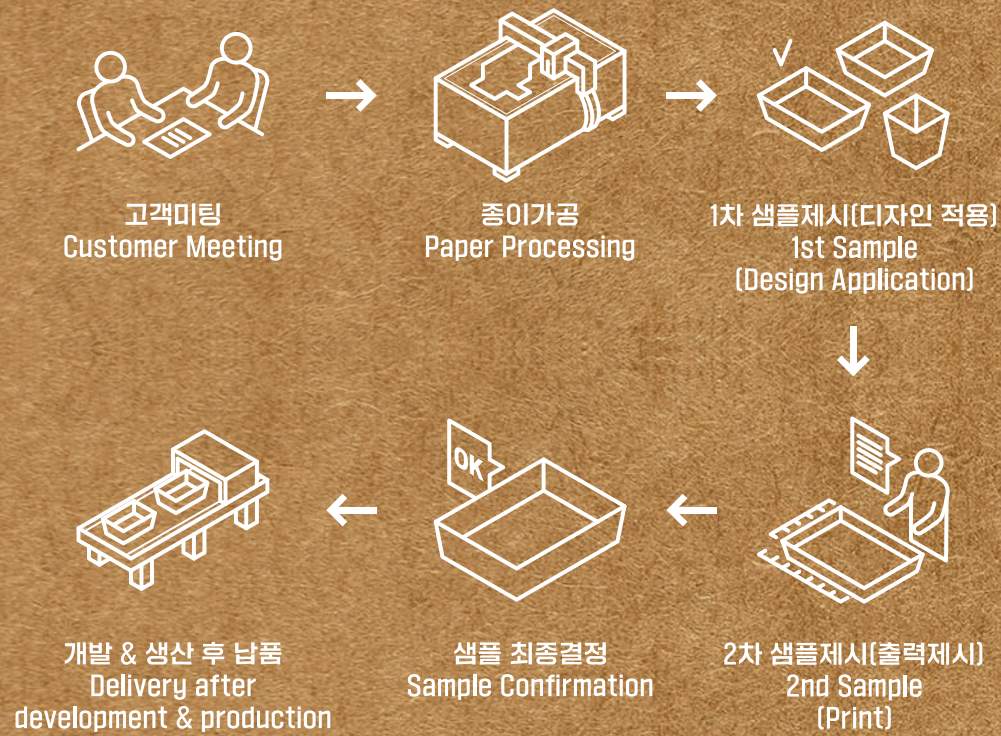 고객미팅
Customer Meeting
종이가공
Paper Processing
1차 샘플제시(디자인 적용)
1st Sample
(Design Application)
OK
2차 샘플제시(출력제시)
2nd Sample
(Print)
샘플 최종결정
Sample Confirmation
개발 & 생산 후 납품
Delivery after
development & production